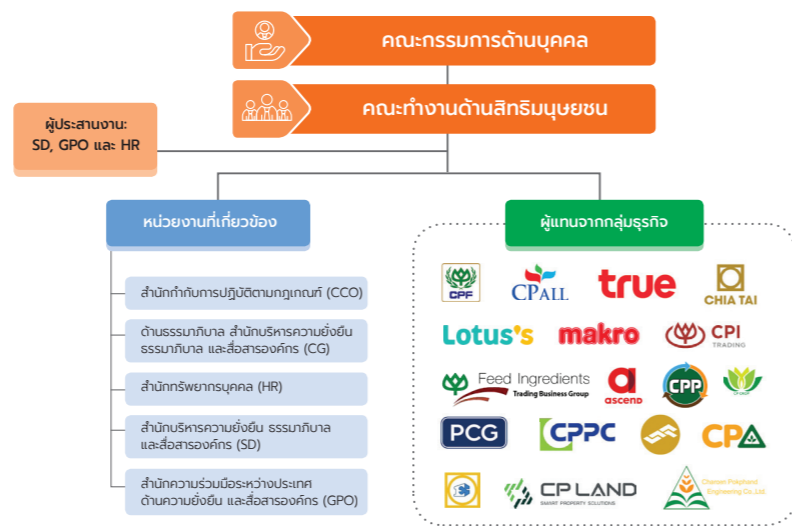 คณะกรรมการด้านบุคคล
คณะทำงานด้านสิทธิมนุษยชน
ผู้ประสานงาน:
SD, GPO และ HR
หน่วยงานที่เกี่ยวข้อง
สำนักกำกับการปฏิบัติตามกฎเกณฑ์ (CCO)
ด้านธรรมาภิบาล สำนักบริหารความยั่งยืน
ธรรมาภิบาล และสื่อสารองค์กร (CG)
สำนักทรัพยากรบุคคล (HR)
สำนักบริหารความยั่งยืน ธรรมาภิบาล
และสื่อสารองค์กร (SD)
สำนักความร่วมมือระหว่างประเทศ
ด้านความยั่งยืน และสื่อสารองค์กร (GPO)
ผู้แทนจากกลุ่มธุรกิจ
CPF
CPALL
true
CHIA TAI
Lotus's
makro
CPI
TRADING
Feed Ingredients
Trading Business Group
ascend
CPP
PCG
CPPC
CPA
CP LAND
SMART PROPERTY SOLUTIONS
Charoen Pokphand
Engineering Co., Ltd.